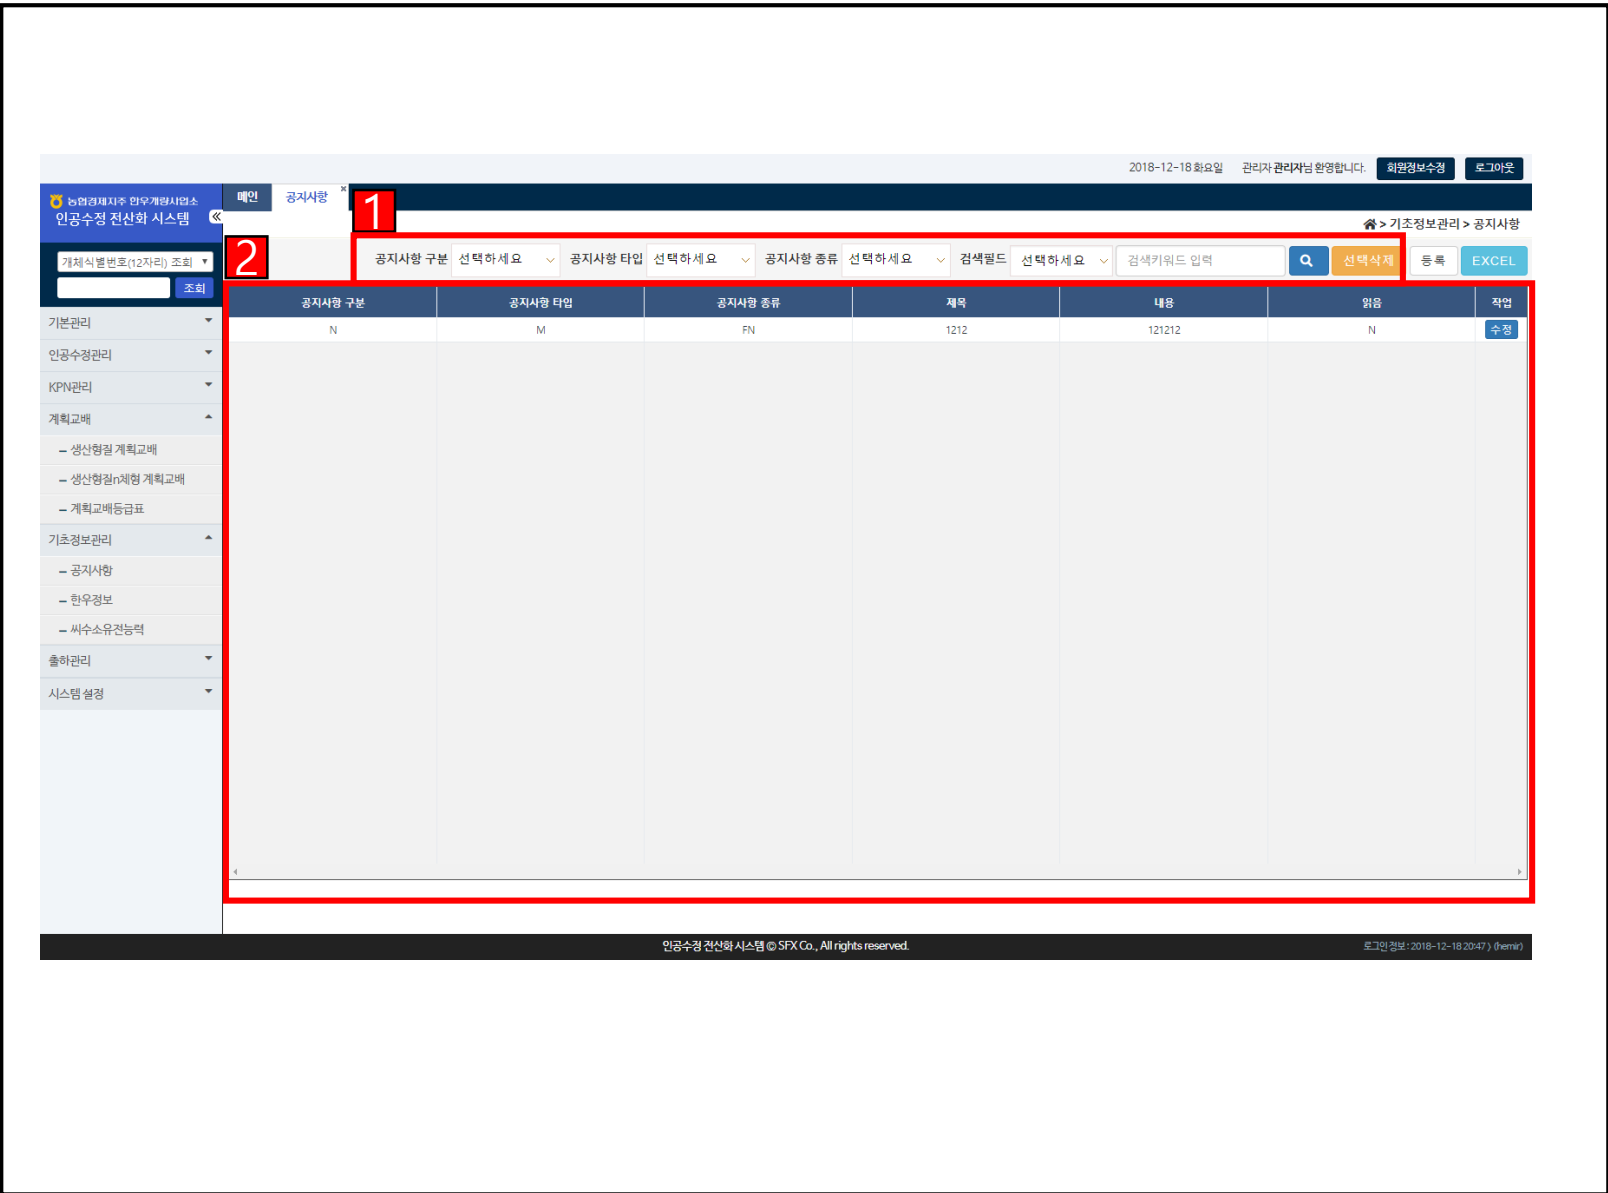 2018-12-18 화요일 관리자 관리자님 환영합니다. 회원정보수정 로그아웃
농협경제지주 한우개량사업소
인공수정 전산화 시스템
메인 공지사항
1
> 기초정보관리 > 공지사항
2
공지사항 구분 선택하세요 공지사항 타입 선택하세요 공지사항 종류 선택하세요 검색필드 선택하세요 검색키워드 입력 선택삭제 등록 EXCEL
개체식별번호(12자리) 조회
조회
공지사항 구분 공지사항 타입 공지사항 종류 제목 내용 읽음 작업
N M FN 1212 121212 N 수정
기본관리
인공수정관리
KPN관리
계획교배
– 생산형질 계획교배
– 생산형질n체형 계획교배
– 계획교배등급표
기초정보관리
– 공지사항
– 한우정보
– 씨수소유전능력
출하관리
시스템 설정
인공수정 전산화 시스템 © SFX Co., All rights reserved.
로그인 정보 : 2018-12-18 20:47 ) (hemir)